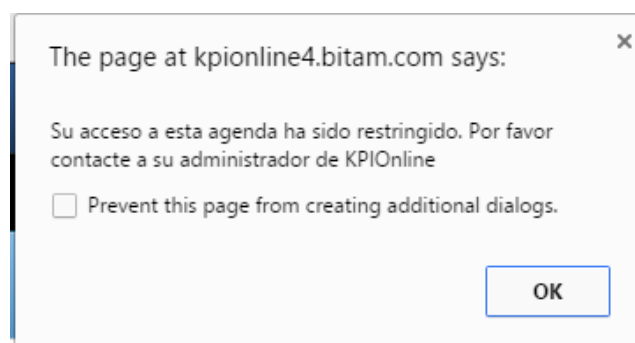 The page at kpionline4.bitam.com says:
Su acceso a esta agenda ha sido restringido. Por favor
contacte a su administrador de KPIOnline
Prevent this page from creating additional dialogs.
OK